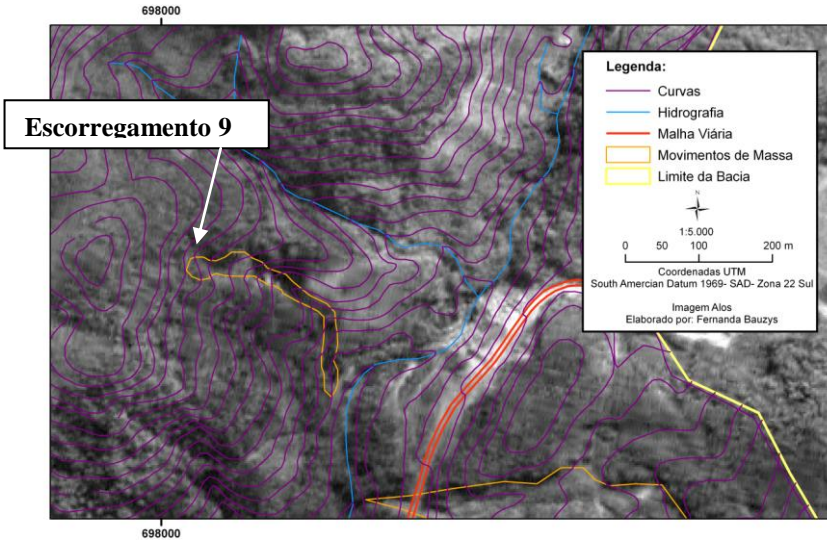 698000
Escorregamento 9
Legenda:
Curvas
Hidrografia
Malha Viária
Movimentos de Massa
Limite da Bacia
N
1:5.000
0 50 100 200 m
Coordenadas UTM
South Amercian Datum 1969- SAD- Zona 22 Sul
Imagem Alos
Elaborado por: Fernanda Bauzys
698000